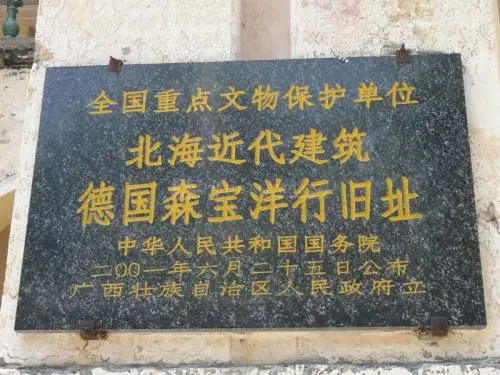 全国重点文物保护单位
北海近代建筑
德国森宝洋行旧址
中华人民共和国国务院
二00一年六月二十五日公布
广西壮族自治区人民政府立